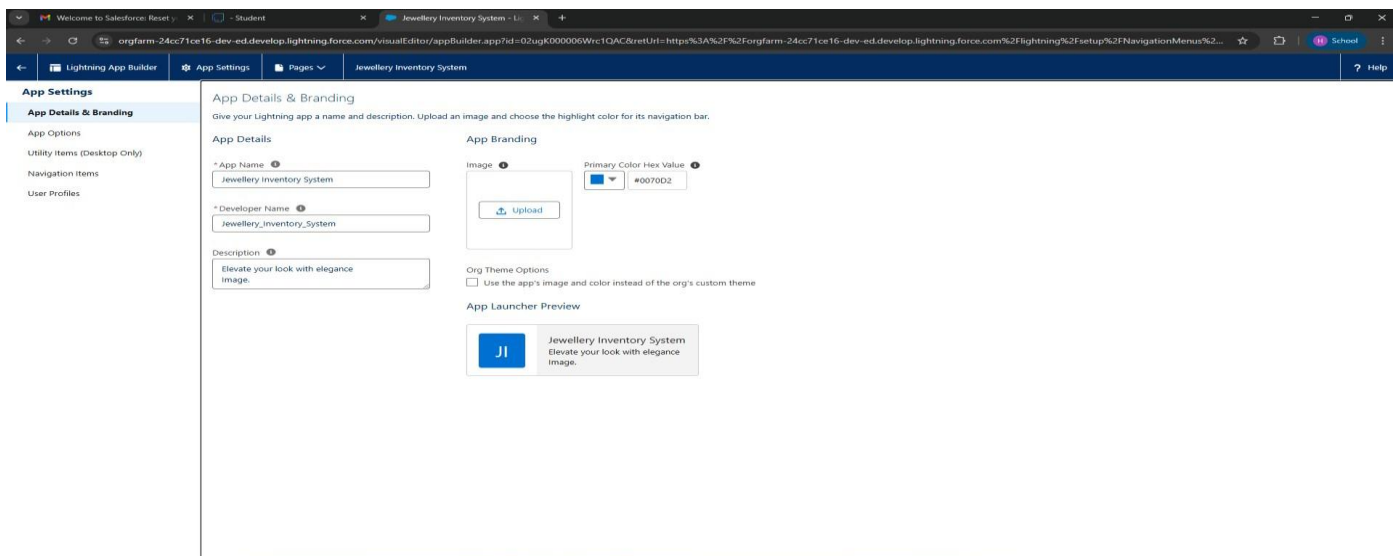 Welcome to Salesforce: Reset y
- Student
Jewellery Inventory System - Li
orgfarm-24cc71ce16-dev-ed.develop.lightning.force.com/visualEditor/appBuilder.app?id=02ugK000006Wrc1QAC&retUrl=https%3A%2F%2Forgfarm-24cc71ce16-dev-ed.develop.lightning.force.com%2Flightning%2Fsetup%2FNavigationMenus%2...
H School
Lightning App Builder App Settings Pages Jewellery Inventory System ? Help
App Settings
App Details & Branding
App Options
Utility Items (Desktop Only)
Navigation Items
User Profiles
App Details & Branding
Give your Lightning app a name and description. Upload an image and choose the highlight color for its navigation bar.
App Details
*App Name
Jewellery Inventory System
*Developer Name
Jewellery_Inventory_System
Description
Elevate your look with elegance
Image.
App Branding
Image
Upload
Primary Color Hex Value
#0070D2
Org Theme Options
Use the app's image and color instead of the org's custom theme
App Launcher Preview
JI
Jewellery Inventory System
Elevate your look with elegance
Image.